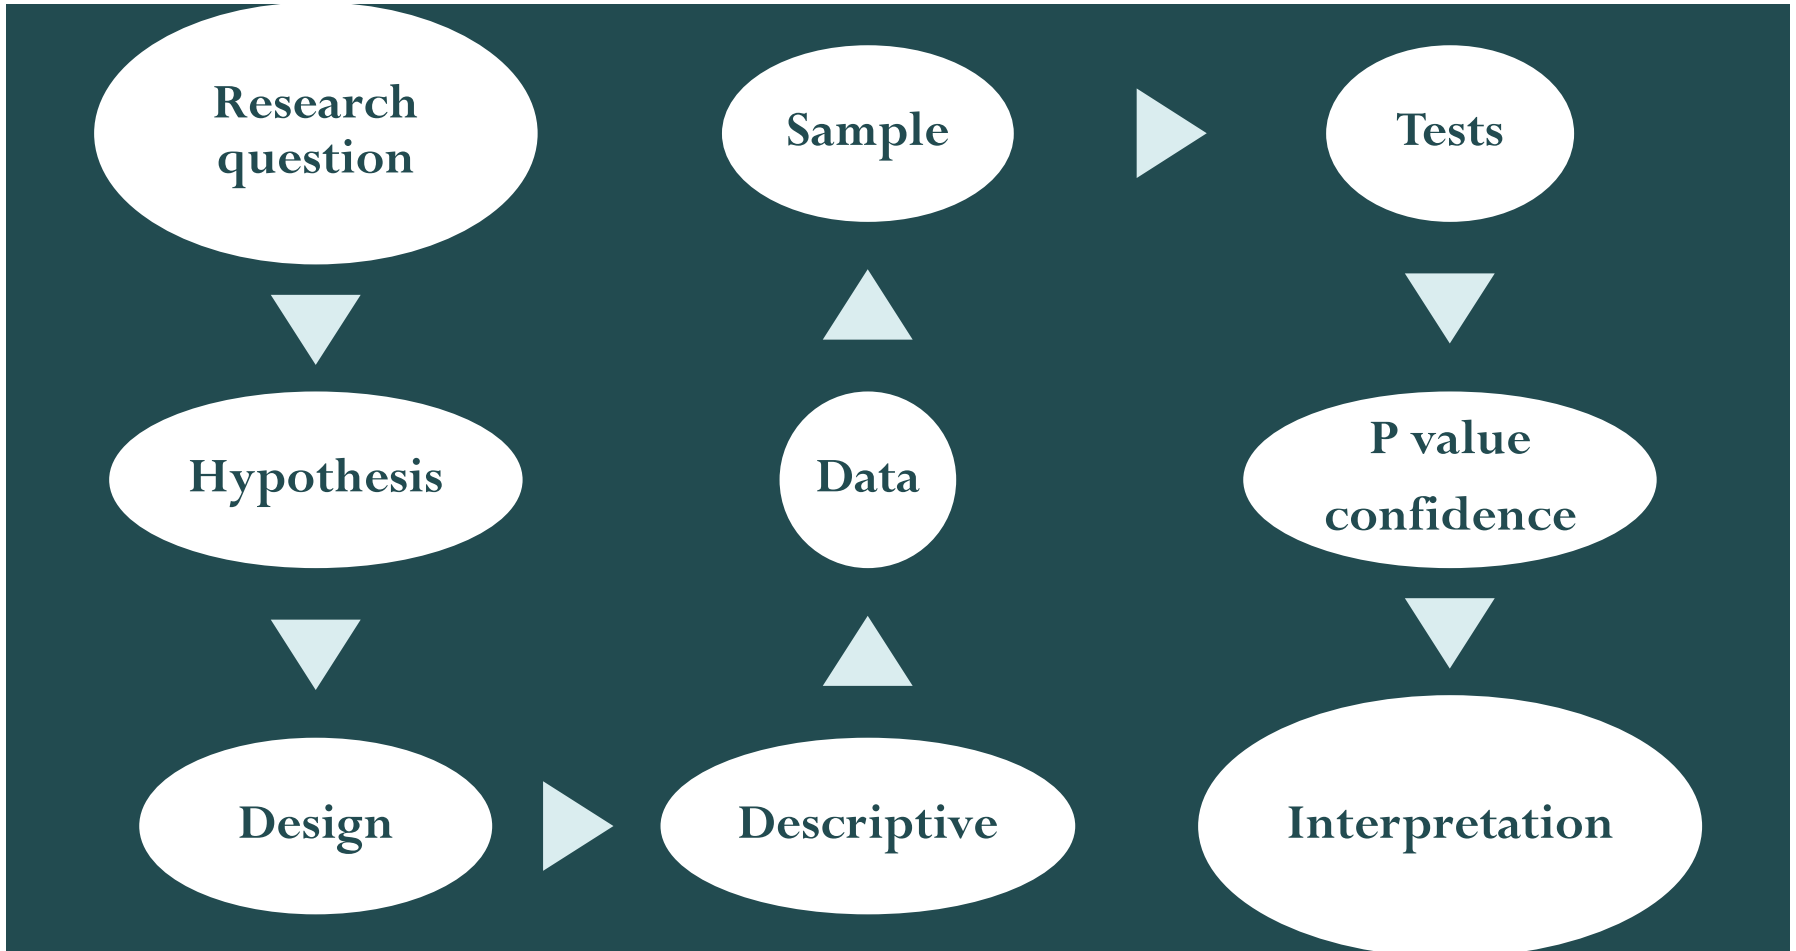 Research
question
Hypothesis
Design
Descriptive
Data
Sample
Tests
P value
confidence
Interpretation